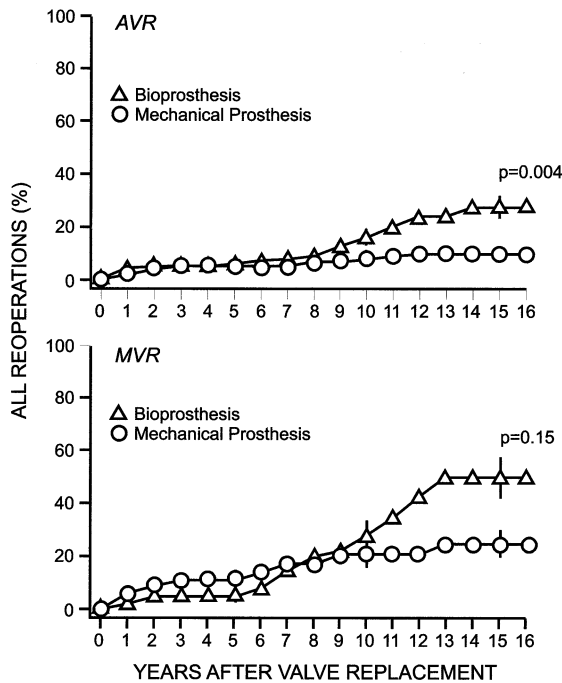 ALL REOPERATIONS (%)
AVR
100
80
60
40
20
0
Bioprosthesis
Mechanical Prosthesis
p=0.004
0 1 2 3 4 5 6 7 8 9 10 11 12 13 14 15 16
MVR
100
80
60
40
20
0
Bioprosthesis
Mechanical Prosthesis
p=0.15
0 1 2 3 4 5 6 7 8 9 10 11 12 13 14 15 16
YEARS AFTER VALVE REPLACEMENT